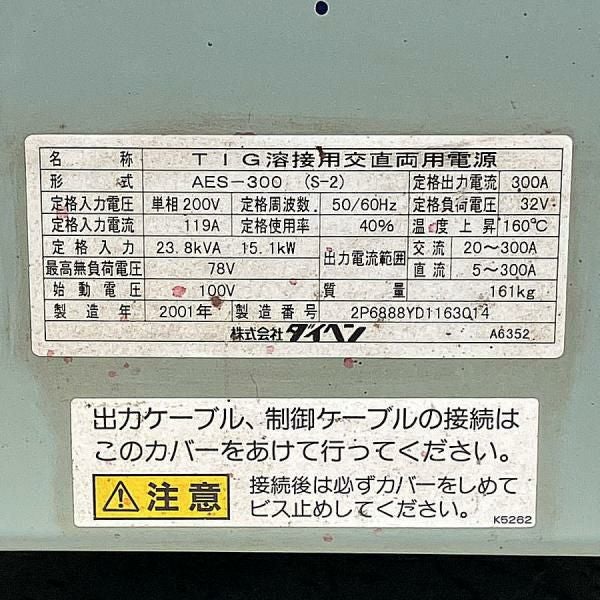 名称 TIG溶接用交直両用電源
形式 AES-300 (S-2) 定格出力電流 300A
定格入力電圧 単相200V 定格周波数 50/60Hz 定格負荷電圧 32V
定格入力電流 119A 定格使用率 40% 温度上昇 160℃
定格入力 23.8kVA 15.1kW 出力電流範囲 交流 20〜300A
最高無負荷電圧 78V 直流 5〜300A
始動電圧 100V 質量 161kg
製造年 2001年 製造番号 2P6888YD1163014
株式会社ダイヘン A6352
出力ケーブル、制御ケーブルの接続は
このカバーをあけて行ってください。
注意 接続後は必ずカバーをしめて
ビス止めしてください。
K5262